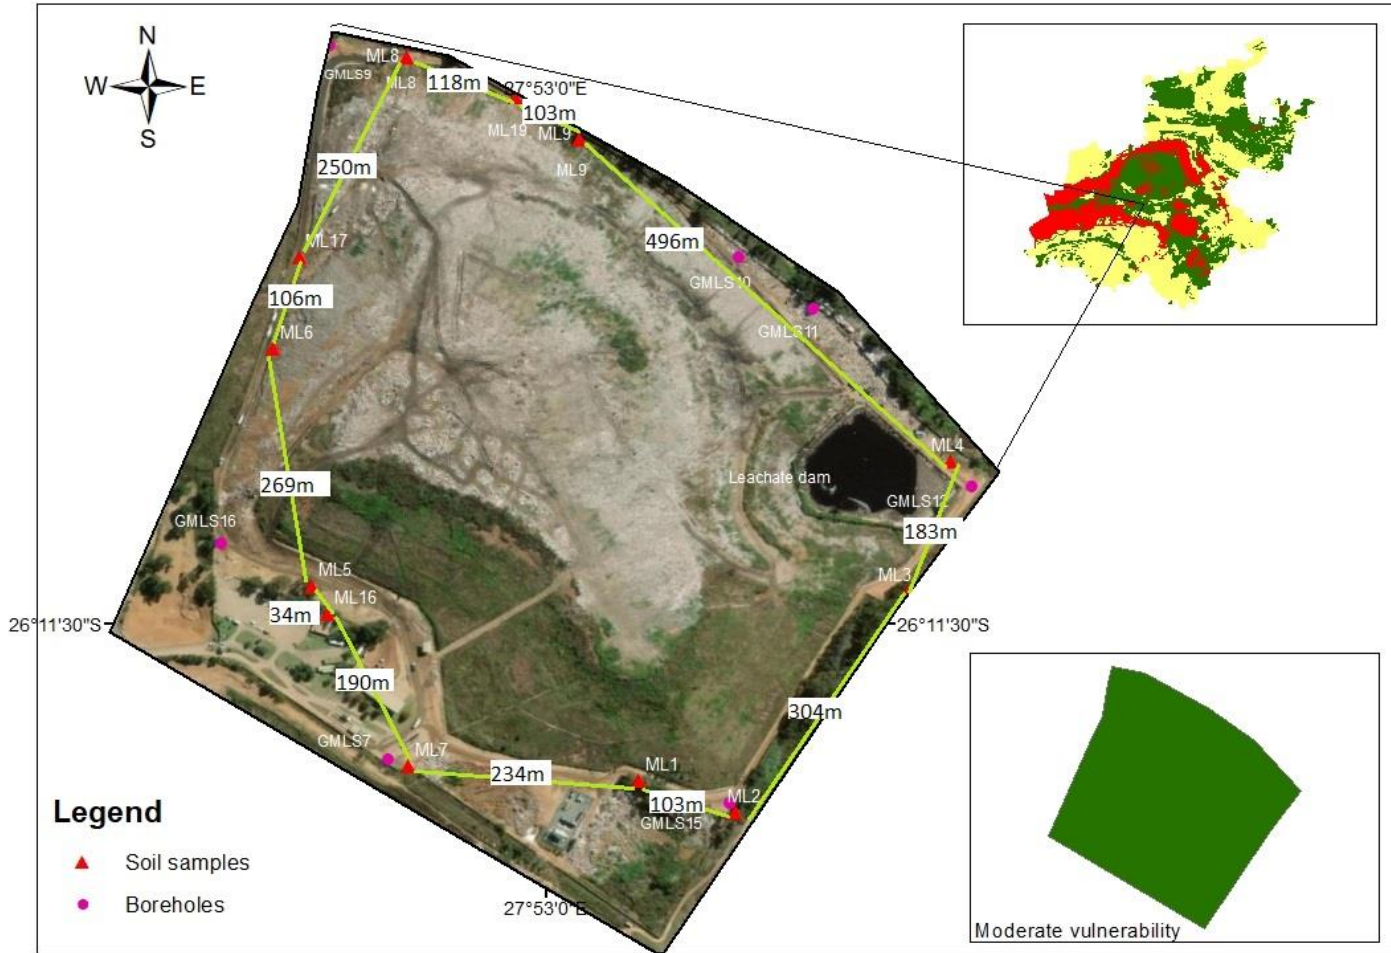 N
W E
S
ML8
GMLS9
ML8
118m
27°53'0"E
103m
ML19
ML9
ML9
250m
ML17
496m
GMLS10
106m
GMLS11
ML6
ML4
Leachate dam
269m
GMLS12
GMLS16
183m
ML3
ML5
ML16
34m
26°11'30"S
26°11'30"S
190m
304m
GMLS7
ML7
ML1
234m
103m
ML2
GMLS15
Legend
Soil samples
Boreholes
27°53'0"E
Moderate vulnerability